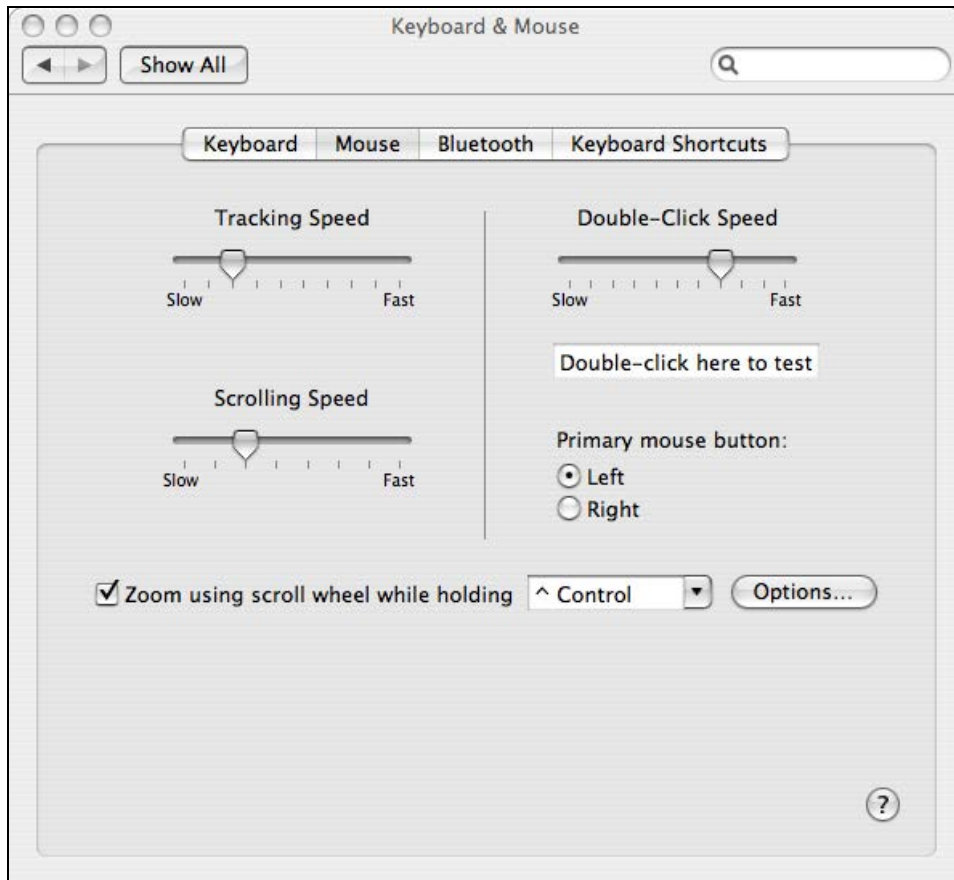 Keyboard & Mouse
Show All
Keyboard Mouse Bluetooth Keyboard Shortcuts
Tracking Speed
Slow Fast
Scrolling Speed
Slow Fast
Double-Click Speed
Slow Fast
Double-click here to test
Primary mouse button:
Left
Right
Zoom using scroll wheel while holding ^ Control Options...
?